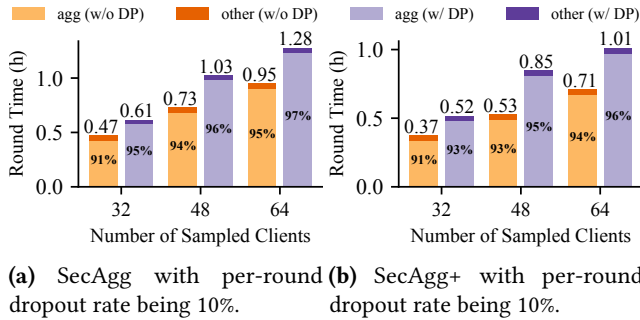 agg (w/o DP) other (w/o DP) agg (w/ DP) other (w/ DP)
Round Time (h)
1.0
0.5
0.0
0.47 0.61 0.73 1.03 0.95 1.28
91% 95% 94% 96% 95% 97%
32 48 64
Number of Sampled Clients
(a) SecAgg with per-round
dropout rate being 10%.
Round Time (h)
1.0
0.5
0.0
0.37 0.52 0.53 0.85 0.71 1.01
91% 93% 93% 95% 94% 96%
32 48 64
Number of Sampled Clients
(b) SecAgg+ with per-round
dropout rate being 10%.